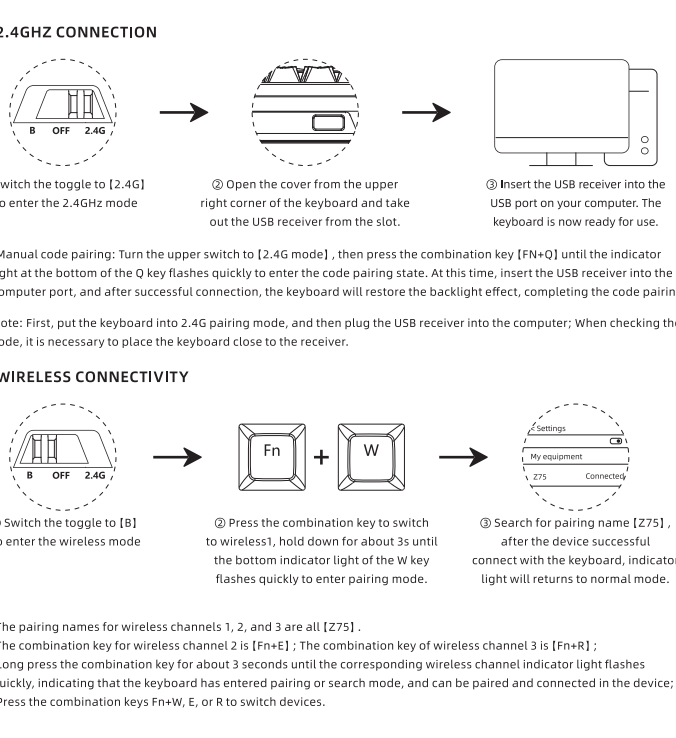 2.4GHZ CONNECTION
B OFF 2.4G
witch the toggle to【2.4G】
o enter the 2.4GHz mode
② Open the cover from the upper
right corner of the keyboard and take
out the USB receiver from the slot.
③ Insert the USB receiver into the
USB port on your computer. The
keyboard is now ready for use.
Manual code pairing: Turn the upper switch to【2.4G mode】, then press the combination key【FN+Q】until the indicator
ight at the bottom of the Q key flashes quickly to enter the code pairing state. At this time, insert the USB receiver into the
omputer port, and after successful connection, the keyboard will restore the backlight effect, completing the code pairin
ote: First, put the keyboard into 2.4G pairing mode, and then plug the USB receiver into the computer; When checking the
ode, it is necessary to place the keyboard close to the receiver.
WIRELESS CONNECTIVITY
B OFF 2.4G
Fn + W
< Settings
My equipment
Z75 Connected
Switch the toggle to【B】
o enter the wireless mode
② Press the combination key to switch
to wireless1, hold down for about 3s until
the bottom indicator light of the W key
flashes quickly to enter pairing mode.
③ Search for pairing name【Z75】,
after the device successful
connect with the keyboard, indicator
light will returns to normal mode.
The pairing names for wireless channels 1, 2, and 3 are all【Z75】.
The combination key for wireless channel 2 is【Fn+E】; The combination key of wireless channel 3 is【Fn+R】;
Long press the combination key for about 3 seconds until the corresponding wireless channel indicator light flashes
uickly, indicating that the keyboard has entered pairing or search mode, and can be paired and connected in the device;
Press the combination keys Fn+W, E, or R to switch devices.